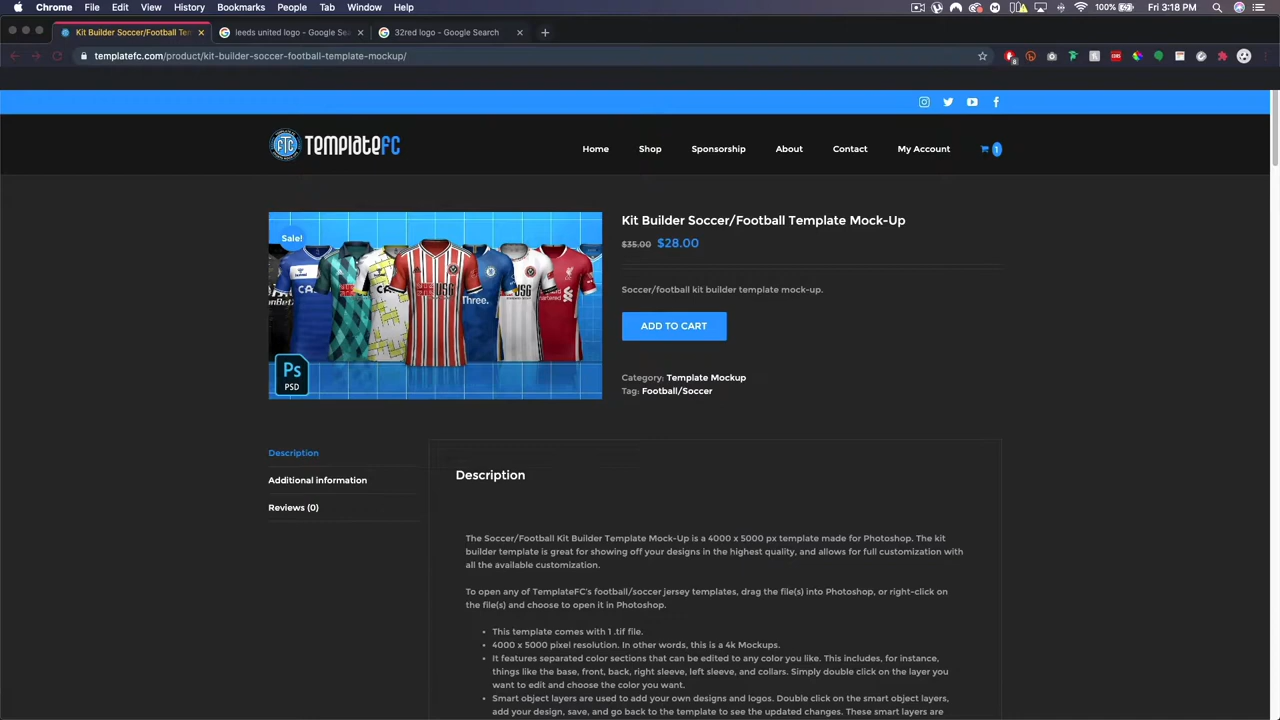 Chrome File Edit View History Bookmarks People Tab Window Help
100% Fri 3:18 PM
Kit Builder Soccer/Football Ten
leeds united logo - Google Sea
32red logo - Google Search
templatefc.com/product/kit-builder-soccer-football-template-mockup/
FTC TEMPLATEFC
Home Shop Sponsorship About Contact My Account 1
Sale!
Three.
USG
USG
Ps
PSD
Kit Builder Soccer/Football Template Mock-Up
$35.00 $28.00
Soccer/football kit builder template mock-up.
ADD TO CART
Category: Template Mockup
Tag: Football/Soccer
Description
Additional information
Reviews (0)
Description
The Soccer/Football Kit Builder Template Mock-Up is a 4000 x 5000 px template made for Photoshop. The kit
builder template is great for showing off your designs in the highest quality, and allows for full customization with
all the available customization.
To open any of TemplateFC's football/soccer jersey templates, drag the file(s) into Photoshop, or right-click on
the file(s) and choose to open it in Photoshop.
• This template comes with 1 .tif file.
• 4000 x 5000 pixel resolution. In other words, this is a 4k Mockups.
• It features separated color sections that can be edited to any color you like. This includes, for instance,
things like the base, front, back, right sleeve, left sleeve, and collars. Simply double click on the layer you
want to edit and choose the color you want.
• Smart object layers are used to add your own designs and logos. Double click on the smart object layers,
add your design, save, and go back to the template to see the updated changes. These smart layers are